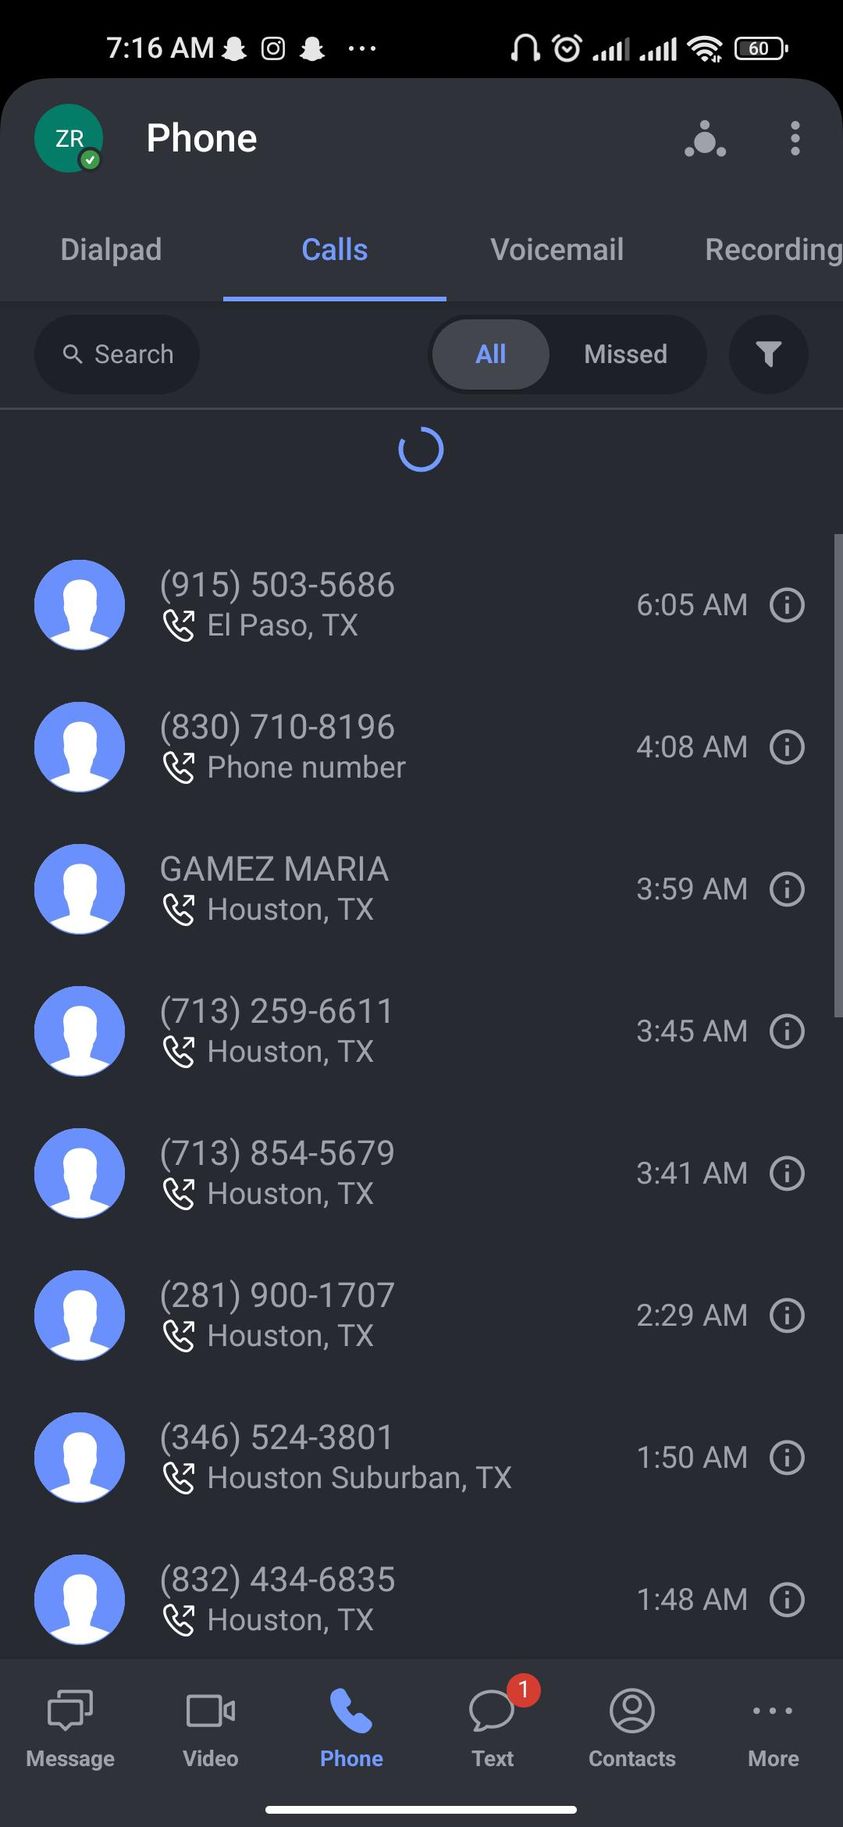 7:16 AM
60
ZR
Phone
Dialpad
Calls
Voicemail
Recording
Search
All
Missed
(915) 503-5686
El Paso, TX
6:05 AM
(830) 710-8196
Phone number
4:08 AM
GAMEZ MARIA
Houston, TX
3:59 AM
(713) 259-6611
Houston, TX
3:45 AM
(713) 854-5679
Houston, TX
3:41 AM
(281) 900-1707
Houston, TX
2:29 AM
(346) 524-3801
Houston Suburban, TX
1:50 AM
(832) 434-6835
Houston, TX
1:48 AM
1
Message
Video
Phone
Text
Contacts
More